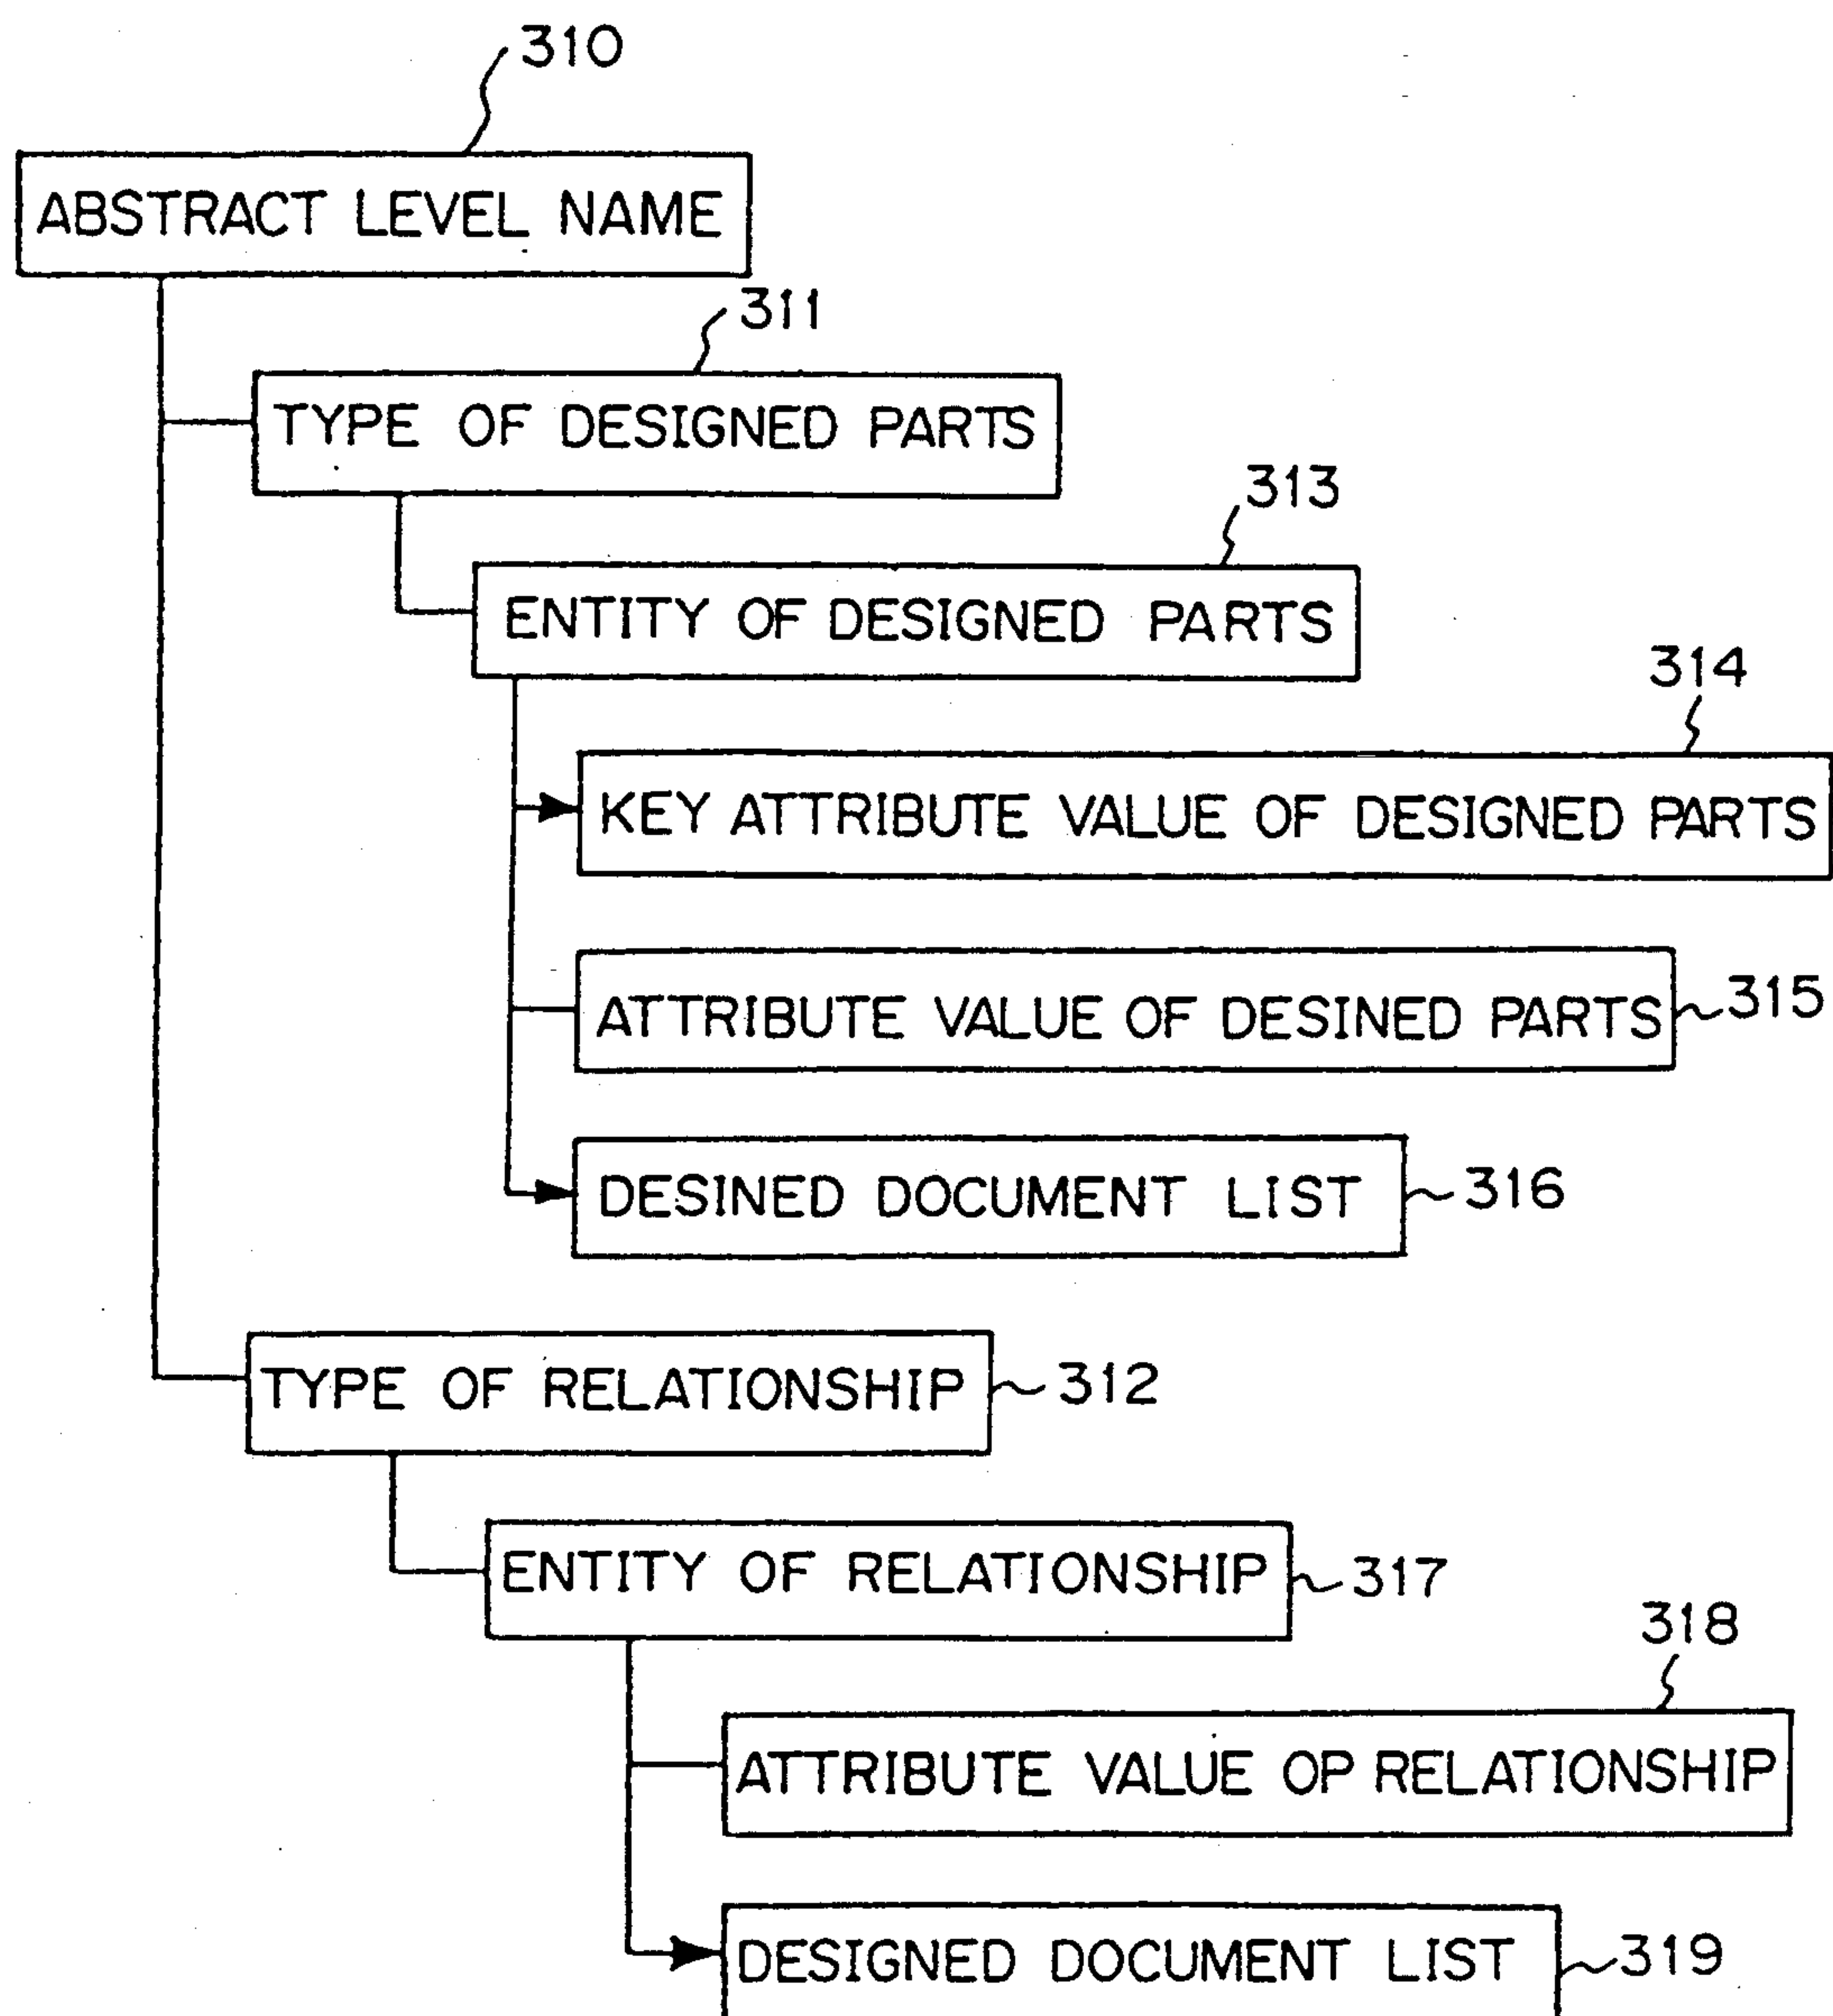 310
ABSTRACT LEVEL NAME
311
TYPE OF DESIGNED PARTS
313
ENTITY OF DESIGNED PARTS
314
KEY ATTRIBUTE VALUE OF DESIGNED PARTS
ATTRIBUTE VALUE OF DESINED PARTS 315
DESINED DOCUMENT LIST 316
TYPE OF RELATIONSHIP 312
ENTITY OF RELATIONSHIP 317
318
ATTRIBUTE VALUE OP RELATIONSHIP
DESIGNED DOCUMENT LIST 319